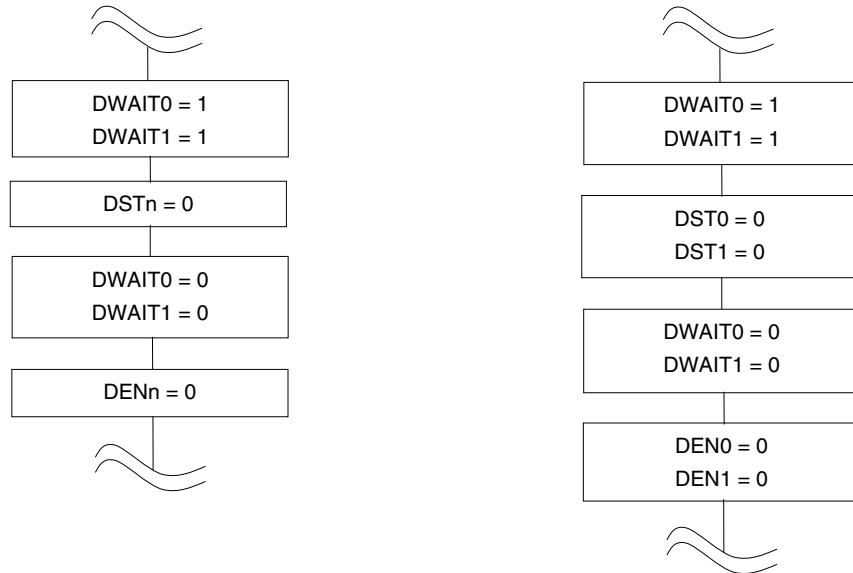 DWAIT0 = 1
DWAIT1 = 1
DSTn = 0
DWAIT0 = 0
DWAIT1 = 0
DENn = 0
DWAIT0 = 1
DWAIT1 = 1
DST0 = 0
DST1 = 0
DWAIT0 = 0
DWAIT1 = 0
DEN0 = 0
DEN1 = 0